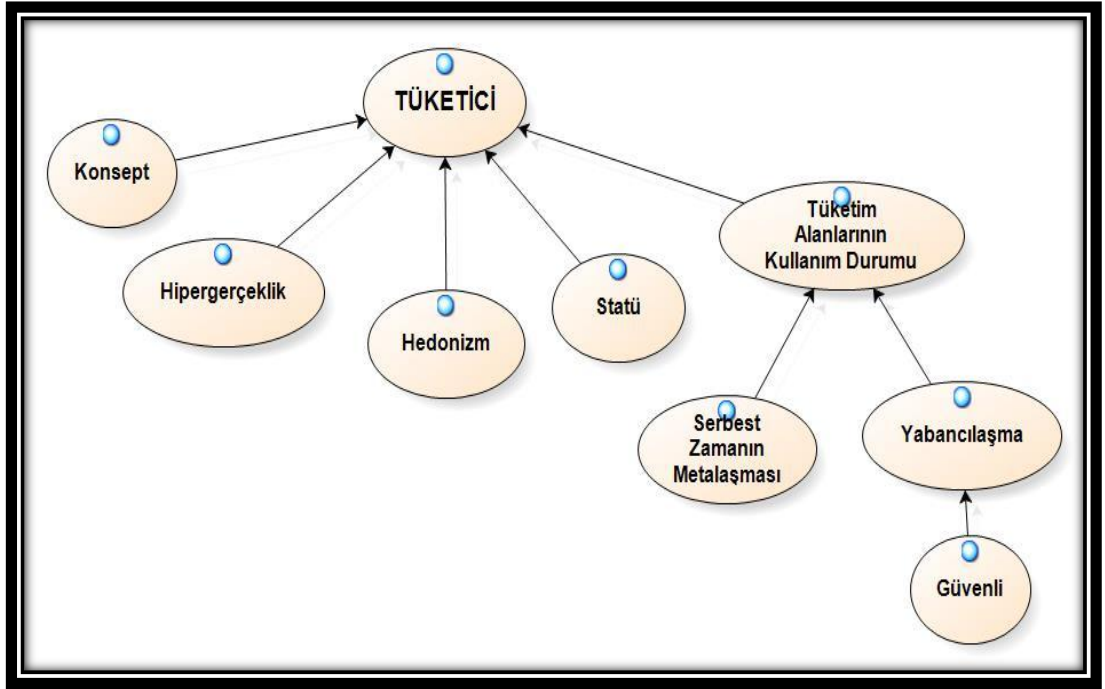 TÜKETİCİ
Konsept
Hipergerçeklik
Hedonizm
Statü
Tüketim
Alanlarının
Kullanım Durumu
Serbest
Zamanın
Metalaşması
Yabancılaşma
Güvenli